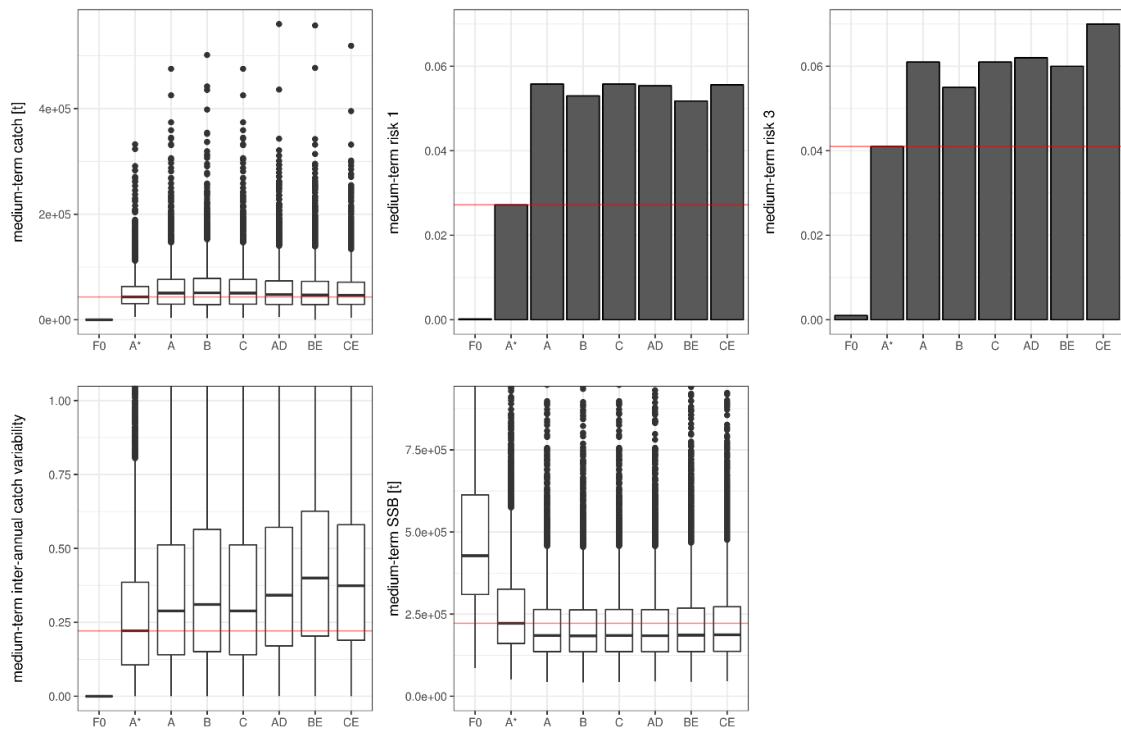 medium-term catch [t]
4e+05
2e+05
0e+00
F0 A* A B C AD BE CE
medium-term risk 1
0.06
0.04
0.02
0.00
F0 A* A B C AD BE CE
medium-term risk 3
0.06
0.04
0.02
0.00
F0 A* A B C AD BE CE
medium-term inter-annual catch variability
1.00
0.75
0.50
0.25
0.00
F0 A* A B C AD BE CE
medium-term SSB [t]
7.5e+05
5.0e+05
2.5e+05
0.0e+00
F0 A* A B C AD BE CE